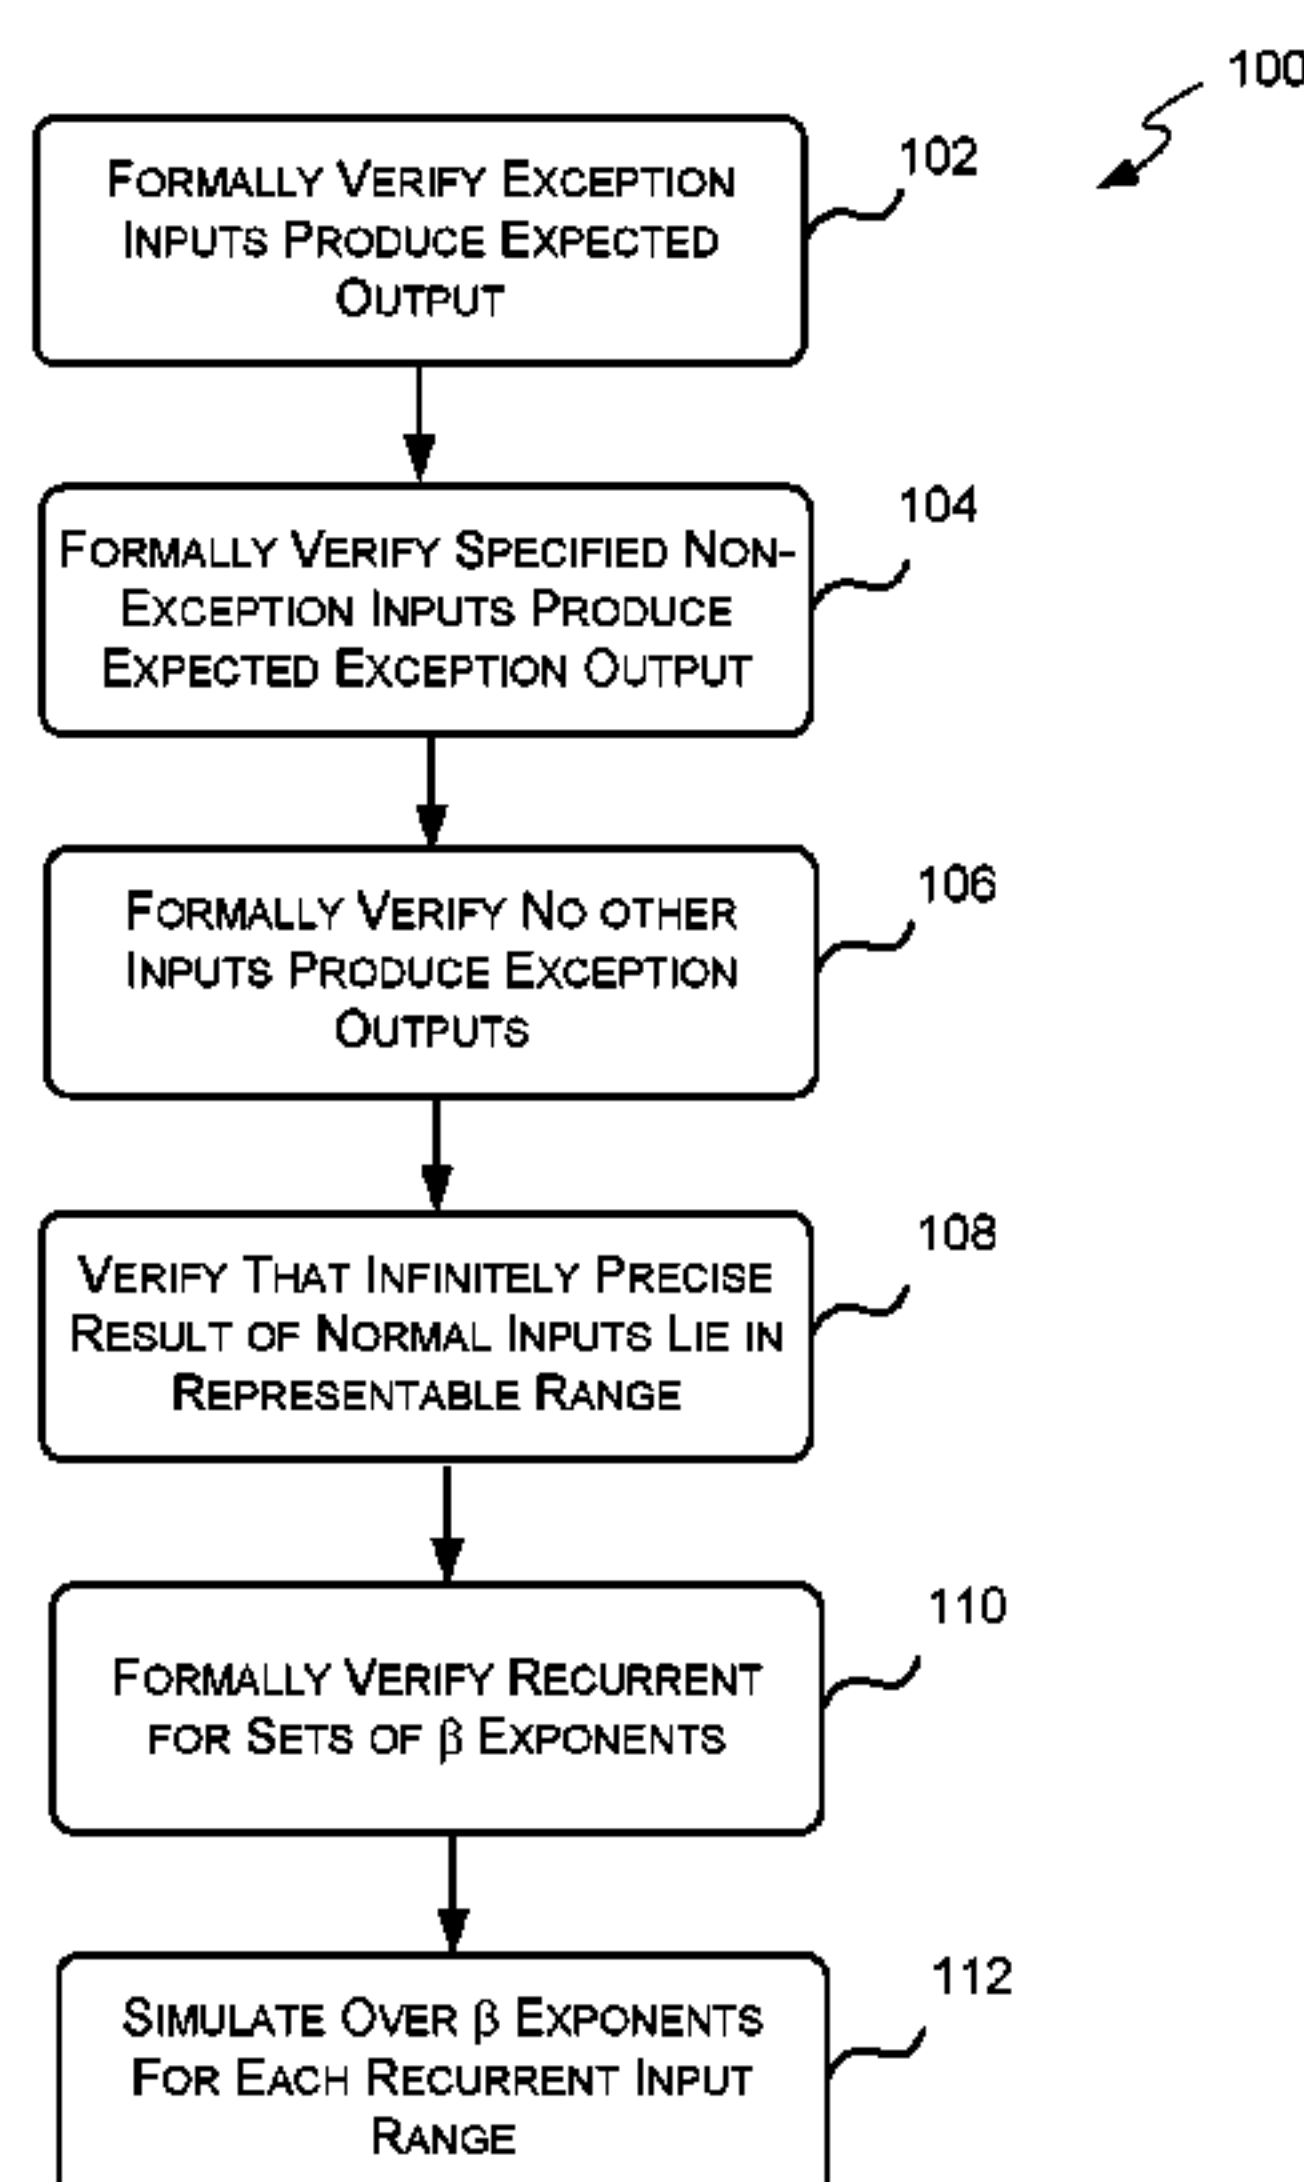 100
102
FORMALLY VERIFY EXCEPTION
INPUTS PRODUCE EXPECTED
OUTPUT
104
FORMALLY VERIFY SPECIFIED NON-
EXCEPTION INPUTS PRODUCE
EXPECTED EXCEPTION OUTPUT
106
FORMALLY VERIFY NO OTHER
INPUTS PRODUCE EXCEPTION
OUTPUTS
108
VERIFY THAT INFINITELY PRECISE
RESULT OF NORMAL INPUTS LIE IN
REPRESENTABLE RANGE
110
FORMALLY VERIFY RECURRENT
FOR SETS OF β EXPONENTS
112
SIMULATE OVER β EXPONENTS
FOR EACH RECURRENT INPUT
RANGE